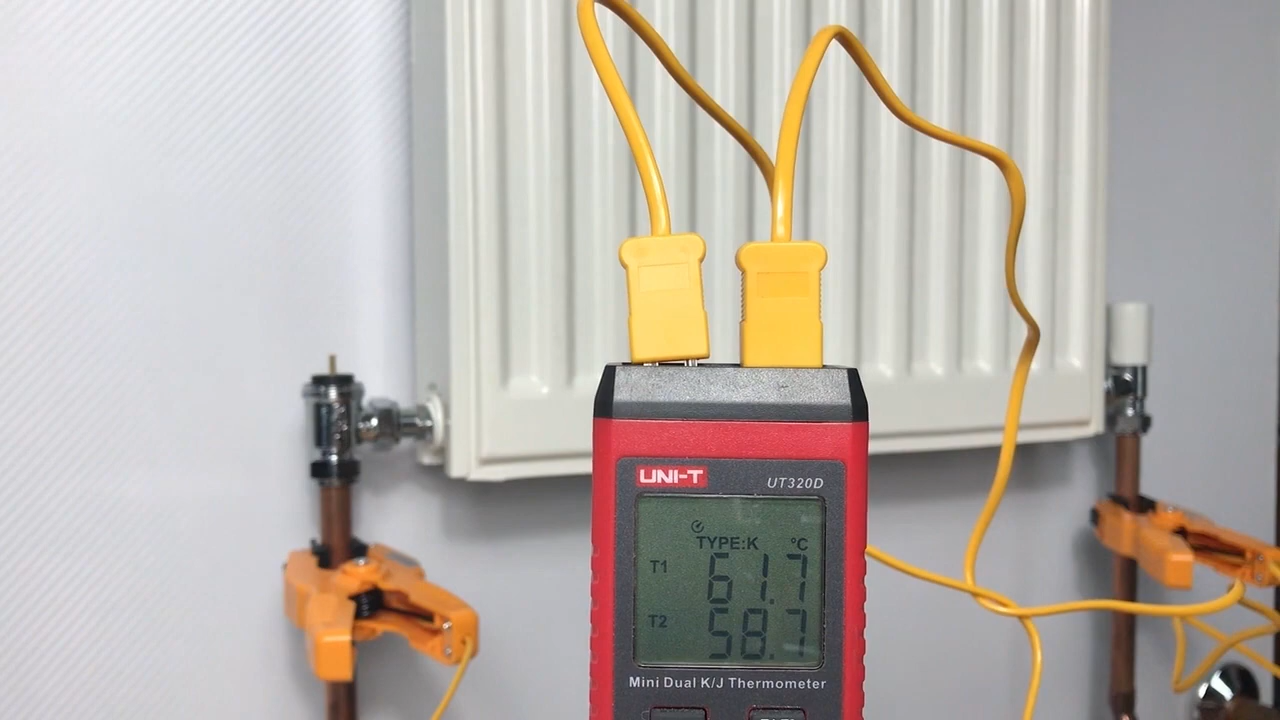 UNI-T
UT320D
TYPE:K °C
T1 61.7
T2 58.7
Mini Dual K/J Thermometer